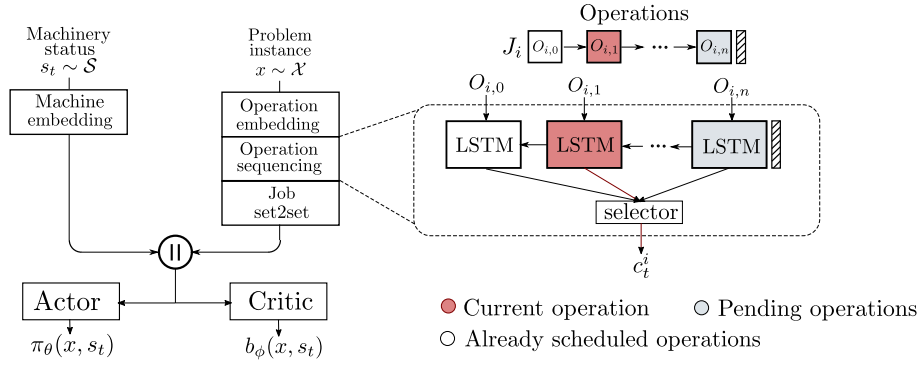 Machinery
status
s_t ∼ 𝒮
Machine
embedding
Problem
instance
x ∼ 𝒳
Operation
embedding
Operation
sequencing
Job
set2set
||
Actor
Critic
π_θ(x, s_t)
b_ϕ(x, s_t)
Operations
J_i O_{i,0} O_{i,1} ··· O_{i,n}
O_{i,0} O_{i,1} O_{i,n}
LSTM LSTM ··· LSTM
selector
c_t^i
Current operation
Pending operations
Already scheduled operations